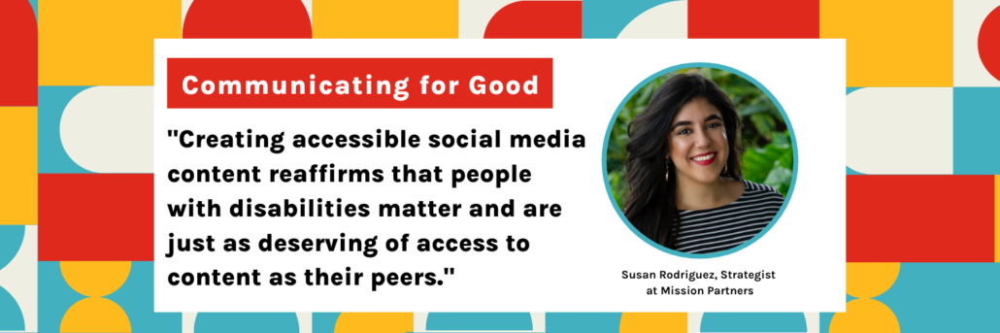 Communicating for Good
"Creating accessible social media
content reaffirms that people
with disabilities matter and are
just as deserving of access to
content as their peers."
Susan Rodriguez, Strategist
at Mission Partners